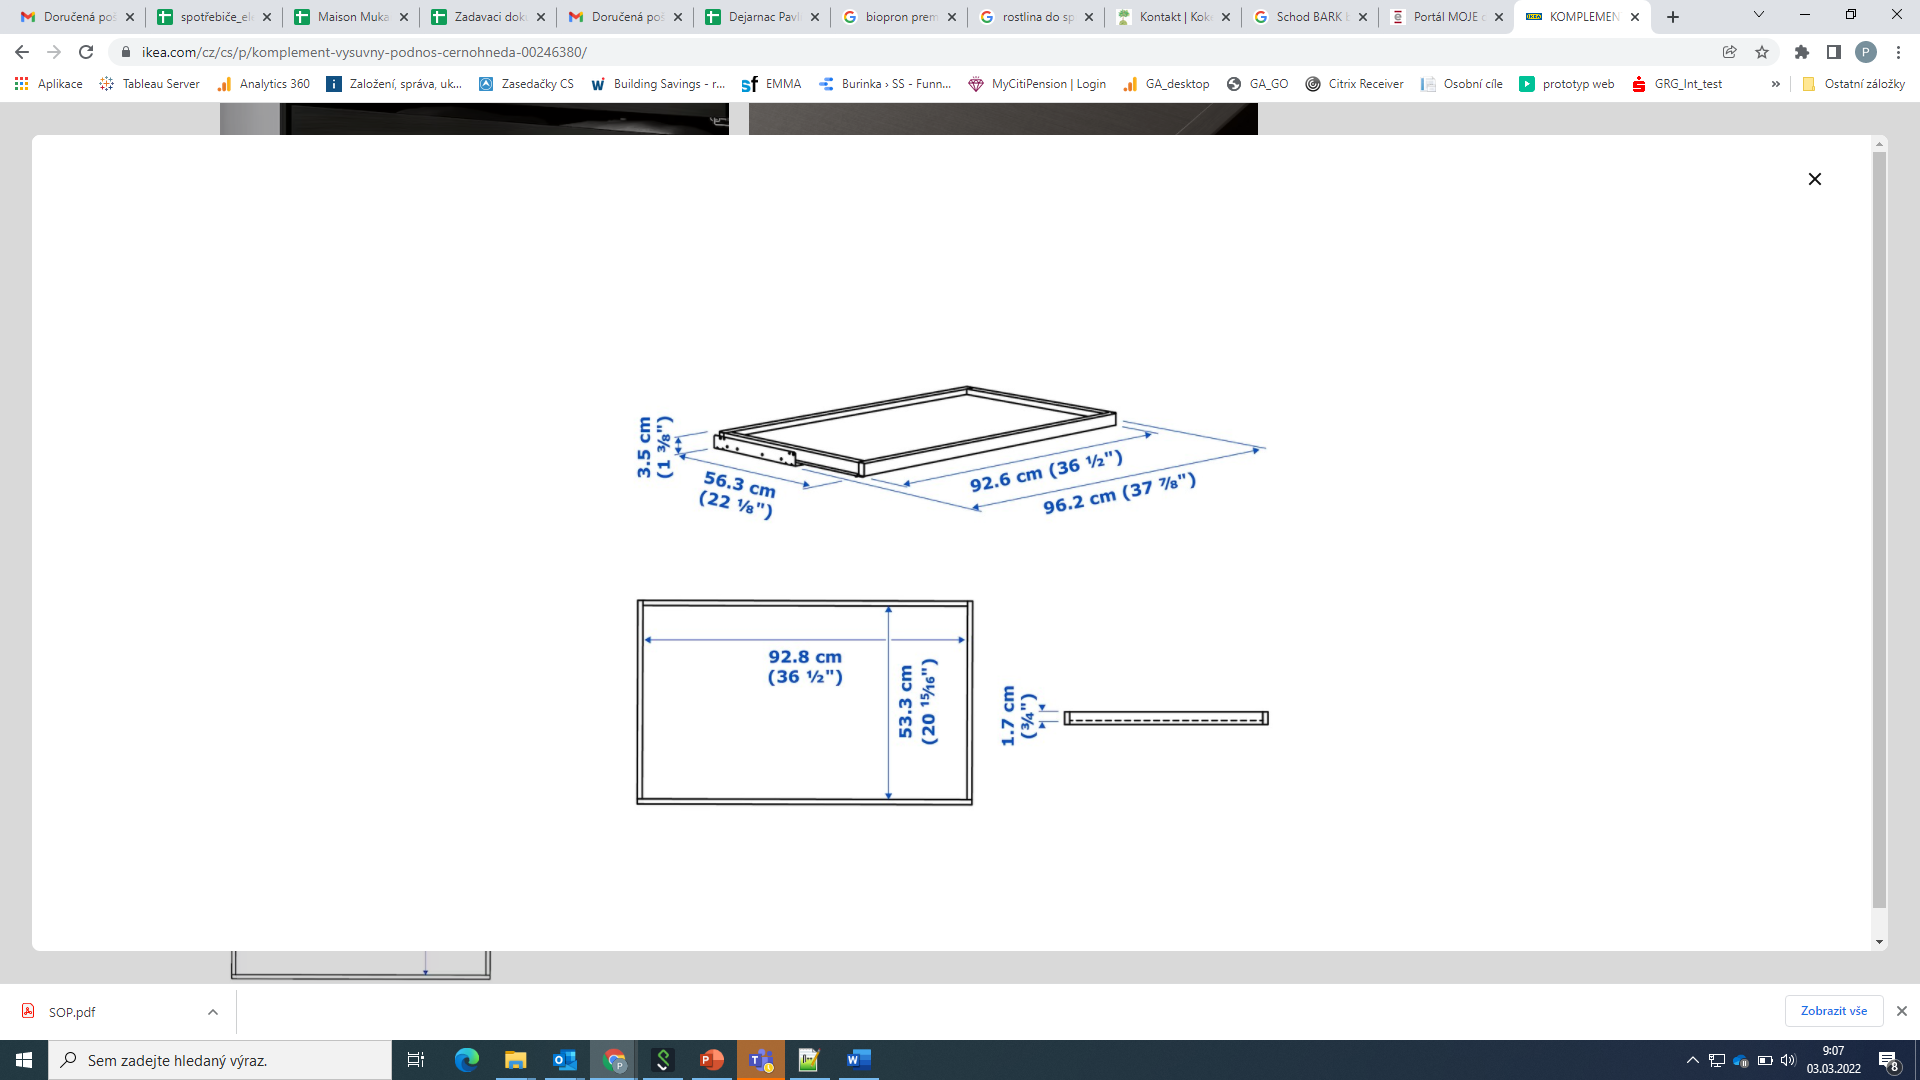 Doručená poš
spotřebiče_ele
Maison Muka
Zadavaci doku
Doručená poš
Dejarnac Pavli
biopron prem
rostlina do sp
Kontakt | Koke
Schod BARK b
Portál MOJE c
KOMPLEMEN
ikea.com/cz/cs/p/komplement-vysuvny-podnos-cernohneda-00246380/
P
Aplikace
Tableau Server
Analytics 360
Založení, správa, uk...
Zasedačky CS
Building Savings - r...
EMMA
Burinka › SS - Funn...
MyCitiPension | Login
GA_desktop
GA_GO
Citrix Receiver
Osobní cíle
prototyp web
GRG_Int_test
»
Ostatní záložky
3.5 cm
(1 ⅜")
56.3 cm
(22 ⅛")
92.6 cm (36 ½")
96.2 cm (37 ⅞")
92.8 cm
(36 ½")
53.3 cm
(20 ¹⁵⁄₁₆")
1.7 cm
(¾")
SOP.pdf
Zobrazit vše
Sem zadejte hledaný výraz.
9:07
03.03.2022
8